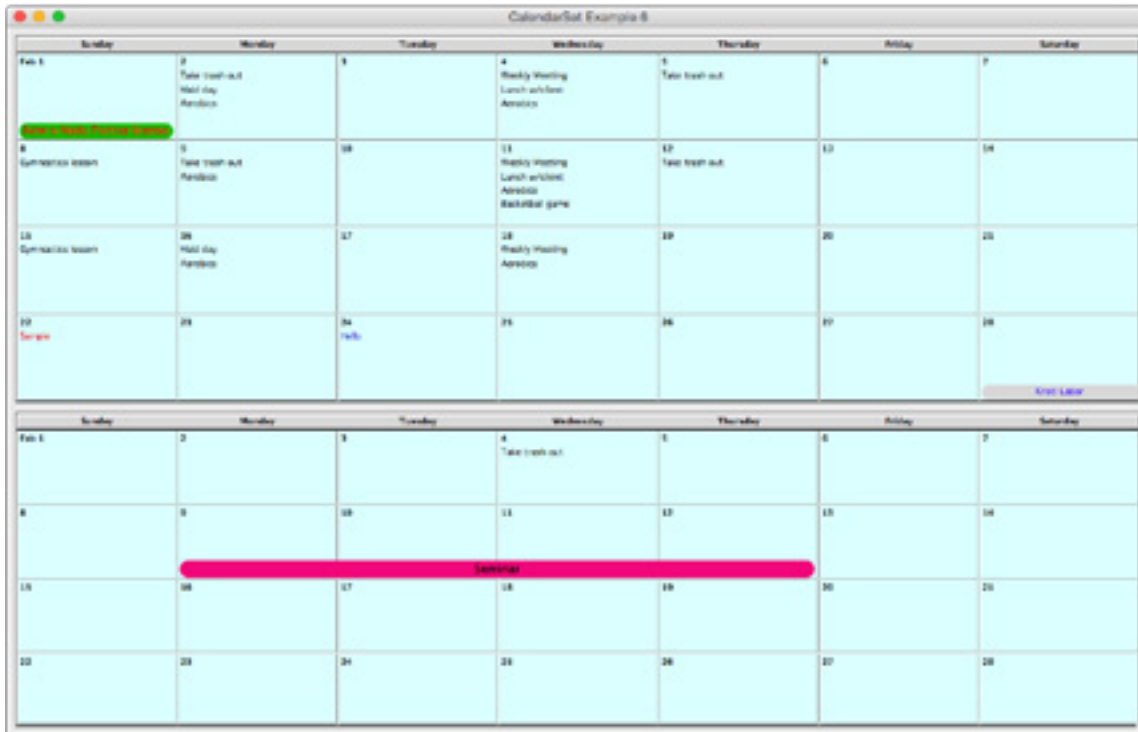 CalendarSet Example 6
Sunday Monday Tuesday Wednesday Thursday Friday Saturday
Feb 1 2 3 4 5 6 7
Take trash out Weekly Meeting Take trash out
day Lunch w/client
Aerobics Aerobics
8 9 10 11 12 13 14
Gymnastics lesson Take trash out Weekly Meeting Take trash out
Aerobics Lunch w/client
Aerobics
Basketball game
15 16 17 18 19 20 21
Gymnastics lesson day Weekly Meeting
Aerobics Aerobics
22 23 24 25 26 27 28
Sample Hello
Sunday Monday Tuesday Wednesday Thursday Friday Saturday
Feb 1 2 3 4 5 6 7
Take trash out
8 9 10 11 12 13 14
Seminar
15 16 17 18 19 20 21
22 23 24 25 26 27 28